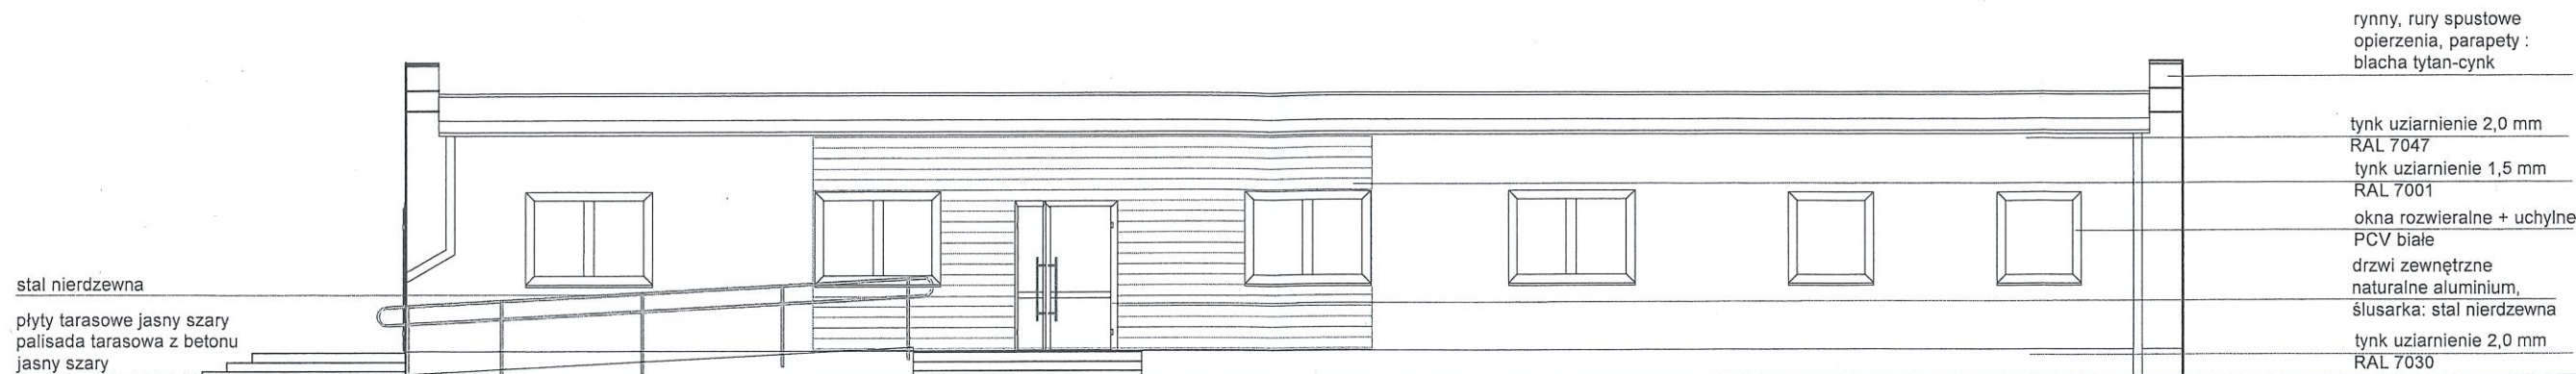 rynny, rury spustowe
opierzenia, parapety :
blacha tytan-cynk
tynk uziarnienie 2,0 mm
RAL 7047
tynk uziarnienie 1,5 mm
RAL 7001
okna rozwieralne + uchylne
PCV białe
drzwi zewnętrzne
naturalne aluminium,
ślusarka: stal nierdzewna
tynk uziarnienie 2,0 mm
RAL 7030
stal nierdzewna
płyty tarasowe jasny szary
palisada tarasowa z betonu
jasny szary